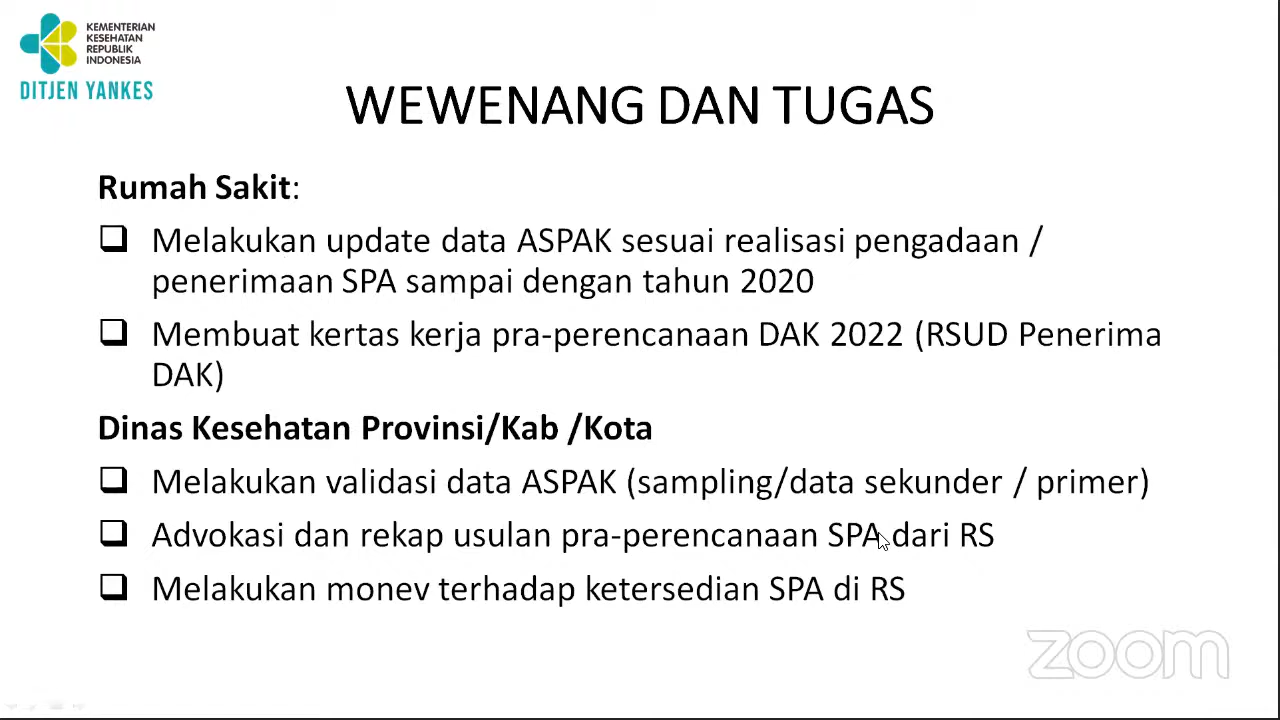 KEMENTERIAN
KESEHATAN
REPUBLIK
INDONESIA
DITJEN YANKES
WEWENANG DAN TUGAS
Rumah Sakit:
Melakukan update data ASPAK sesuai realisasi pengadaan /
penerimaan SPA sampai dengan tahun 2020
Membuat kertas kerja pra-perencanaan DAK 2022 (RSUD Penerima
DAK)
Dinas Kesehatan Provinsi/Kab /Kota
Melakukan validasi data ASPAK (sampling/data sekunder / primer)
Advokasi dan rekap usulan pra-perencanaan SPA dari RS
Melakukan monev terhadap ketersedian SPA di RS
zoom